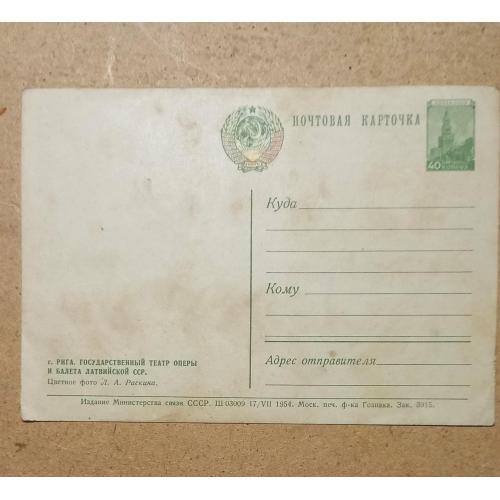 ПОЧТОВАЯ КАРТОЧКА
40
Куда
Кому
Адрес отправителя
г. РИГА. ГОСУДАРСТВЕННЫЙ ТЕАТР ОПЕРЫ
И БАЛЕТА ЛАТВИЙСКОЙ ССР.
Цветное фото Л. А. Раскина.
Издание Министерства связи СССР. Ш 03009 17/VII 1954. Моск. печ. ф-ка Гознака. Зак. 3915.